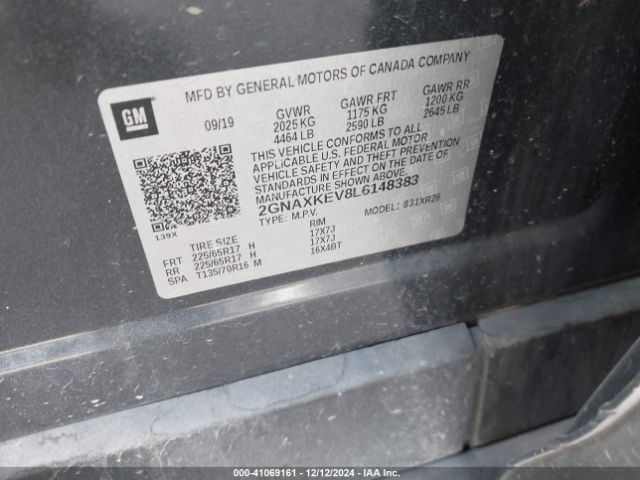 MFD BY GENERAL MOTORS OF CANADA COMPANY
GM
09/19
GVWR
2025 KG
4464 LB
GAWR FRT
1175 KG
2590 LB
GAWR RR
1200 KG
2645 LB
THIS VEHICLE CONFORMS TO ALL
APPLICABLE U.S. FEDERAL MOTOR
VEHICLE SAFETY AND THEFT PREVENTION
STANDARDS IN EFFECT ON THE DATE OF
MANUFACTURE SHOWN ABOVE.
2GNAXKEV8L6148383
TYPE: M.P.V. MODEL: 831XR26
139X
TIRE SIZE RIM
FRT 225/65R17 H 17X7J
RR 225/65R17 H 17X7J
SPA T135/70R16 M 16X4BT
000-41069161 - 12/12/2024 - IAA Inc.